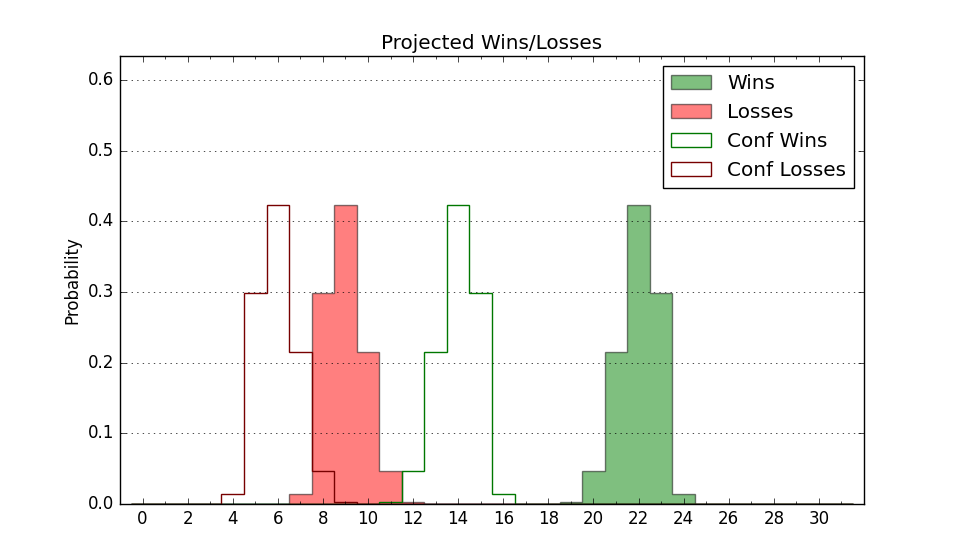 Projected Wins/Losses
0.6
0.5
0.4
0.3
0.2
0.1
0.0
Probability
Wins
Losses
Conf Wins
Conf Losses
0 2 4 6 8 10 12 14 16 18 20 22 24 26 28 30